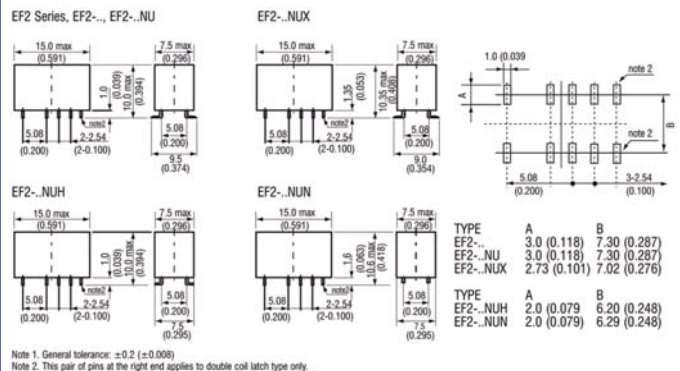 EF2 Series, EF2-.., EF2-..NU
15.0 max
(0.591)
7.5 max
(0.296)
1.0
(0.039)
10.0 max
(0.394)
note2
5.08
(0.200)
2-2.54
(2-0.100)
5.08
(0.200)
9.5
(0.374)
EF2-..NUX
15.0 max
(0.591)
7.5 max
(0.296)
1.35
(0.053)
10.35 max
(0.408)
note2
5.08
(0.200)
2-2.54
(2-0.100)
5.08
(0.200)
9.0
(0.354)
1.0 (0.039
note 2
A
B
note 2
5.08
(0.200)
3-2.54
(0.100)
EF2-..NUH
15.0 max
(0.591)
7.5 max
(0.296)
1.0
(0.039)
10.0 max
(0.394)
note2
5.08
(0.200)
2-2.54
(2-0.100)
5.08
(0.200)
7.5
(0.295)
EF2-..NUN
15.0 max
(0.591)
7.5 max
(0.296)
1.6
(0.063)
10.6 max
(0.418)
note2
5.08
(0.200)
2-2.54
(2-0.100)
5.08
(0.200)
7.5
(0.295)
TYPE A B
EF2-.. 3.0 (0.118) 7.30 (0.287)
EF2-..NU 3.0 (0.118) 7.30 (0.287)
EF2-..NUX 2.73 (0.101) 7.02 (0.276)
TYPE A B
EF2-..NUH 2.0 (0.079 6.20 (0.248)
EF2-..NUN 2.0 (0.079) 6.29 (0.248)
Note 1. General tolerance: ±0.2 (±0.008)
Note 2. This pair of pins at the right end applies to double coil latch type only.